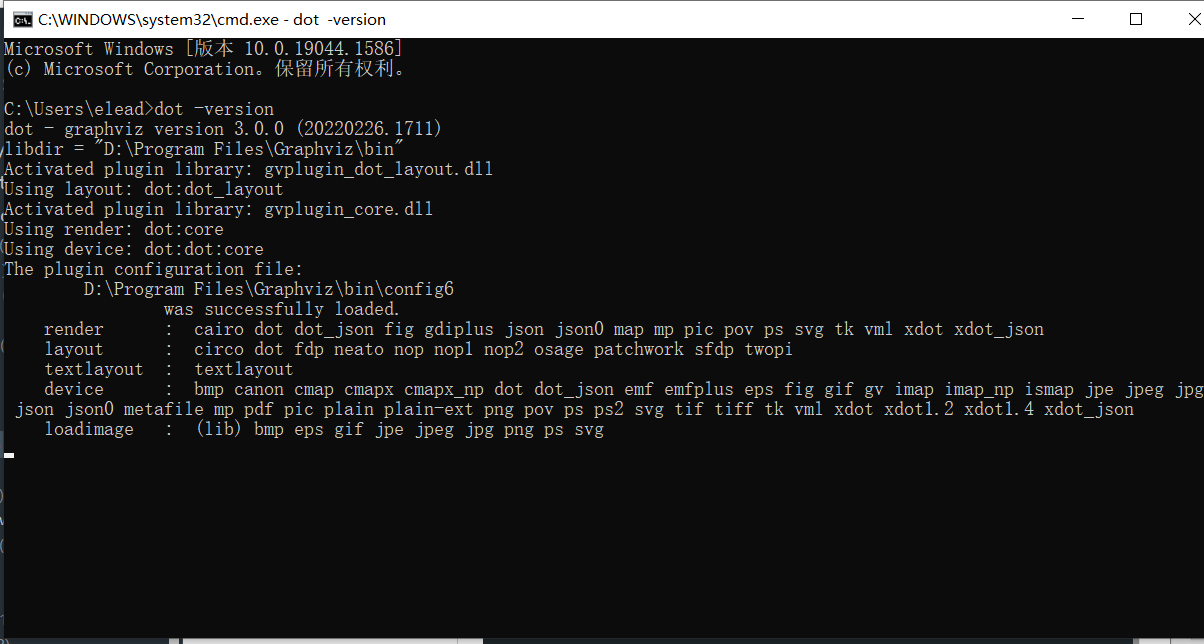 C:\WINDOWS\system32\cmd.exe - dot -version
Microsoft Windows [版本 10.0.19044.1586]
(c) Microsoft Corporation。保留所有权利。
C:\Users\elead>dot -version
dot - graphviz version 3.0.0 (20220226.1711)
libdir = "D:\Program Files\Graphviz\bin"
Activated plugin library: gvplugin_dot_layout.dll
Using layout: dot:dot_layout
Activated plugin library: gvplugin_core.dll
Using render: dot:core
Using device: dot:dot:core
The plugin configuration file:
D:\Program Files\Graphviz\bin\config6
was successfully loaded.
render : cairo dot dot_json fig gdiplus json json0 map mp pic pov ps svg tk vml xdot xdot_json
layout : circo dot fdp neato nop nop1 nop2 osage patchwork sfdp twopi
textlayout : textlayout
device : bmp canon cmap cmapx cmapx_np dot dot_json emf emfplus eps fig gif gv imap imap_np ismap jpe jpeg jpg
json json0 metafile mp pdf pic plain plain-ext png pov ps ps2 svg tif tiff tk vml xdot xdot1.2 xdot1.4 xdot_json
loadimage : (lib) bmp eps gif jpe jpeg jpg png ps svg